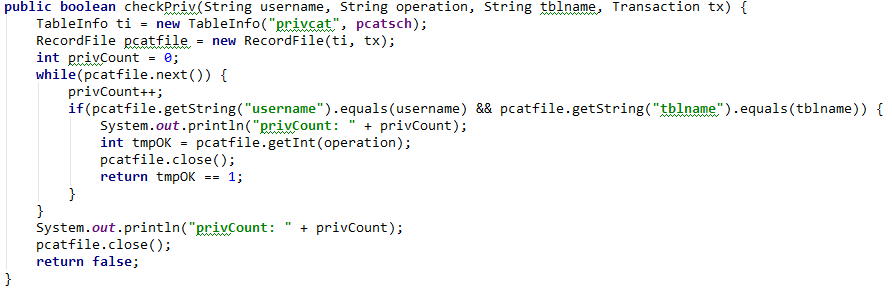 public boolean checkPriv(String username, String operation, String tblname, Transaction tx) {
    TableInfo ti = new TableInfo("privcat", pcatsch);
    RecordFile pcatfile = new RecordFile(ti, tx);
    int privCount = 0;
    while(pcatfile.next()) {
        privCount++;
        if(pcatfile.getString("username").equals(username) && pcatfile.getString("tblname").equals(tblname)) {
            System.out.println("privCount: " + privCount);
            int tmpOK = pcatfile.getInt(operation);
            pcatfile.close();
            return tmpOK == 1;
        }
    }
    System.out.println("privCount: " + privCount);
    pcatfile.close();
    return false;
}